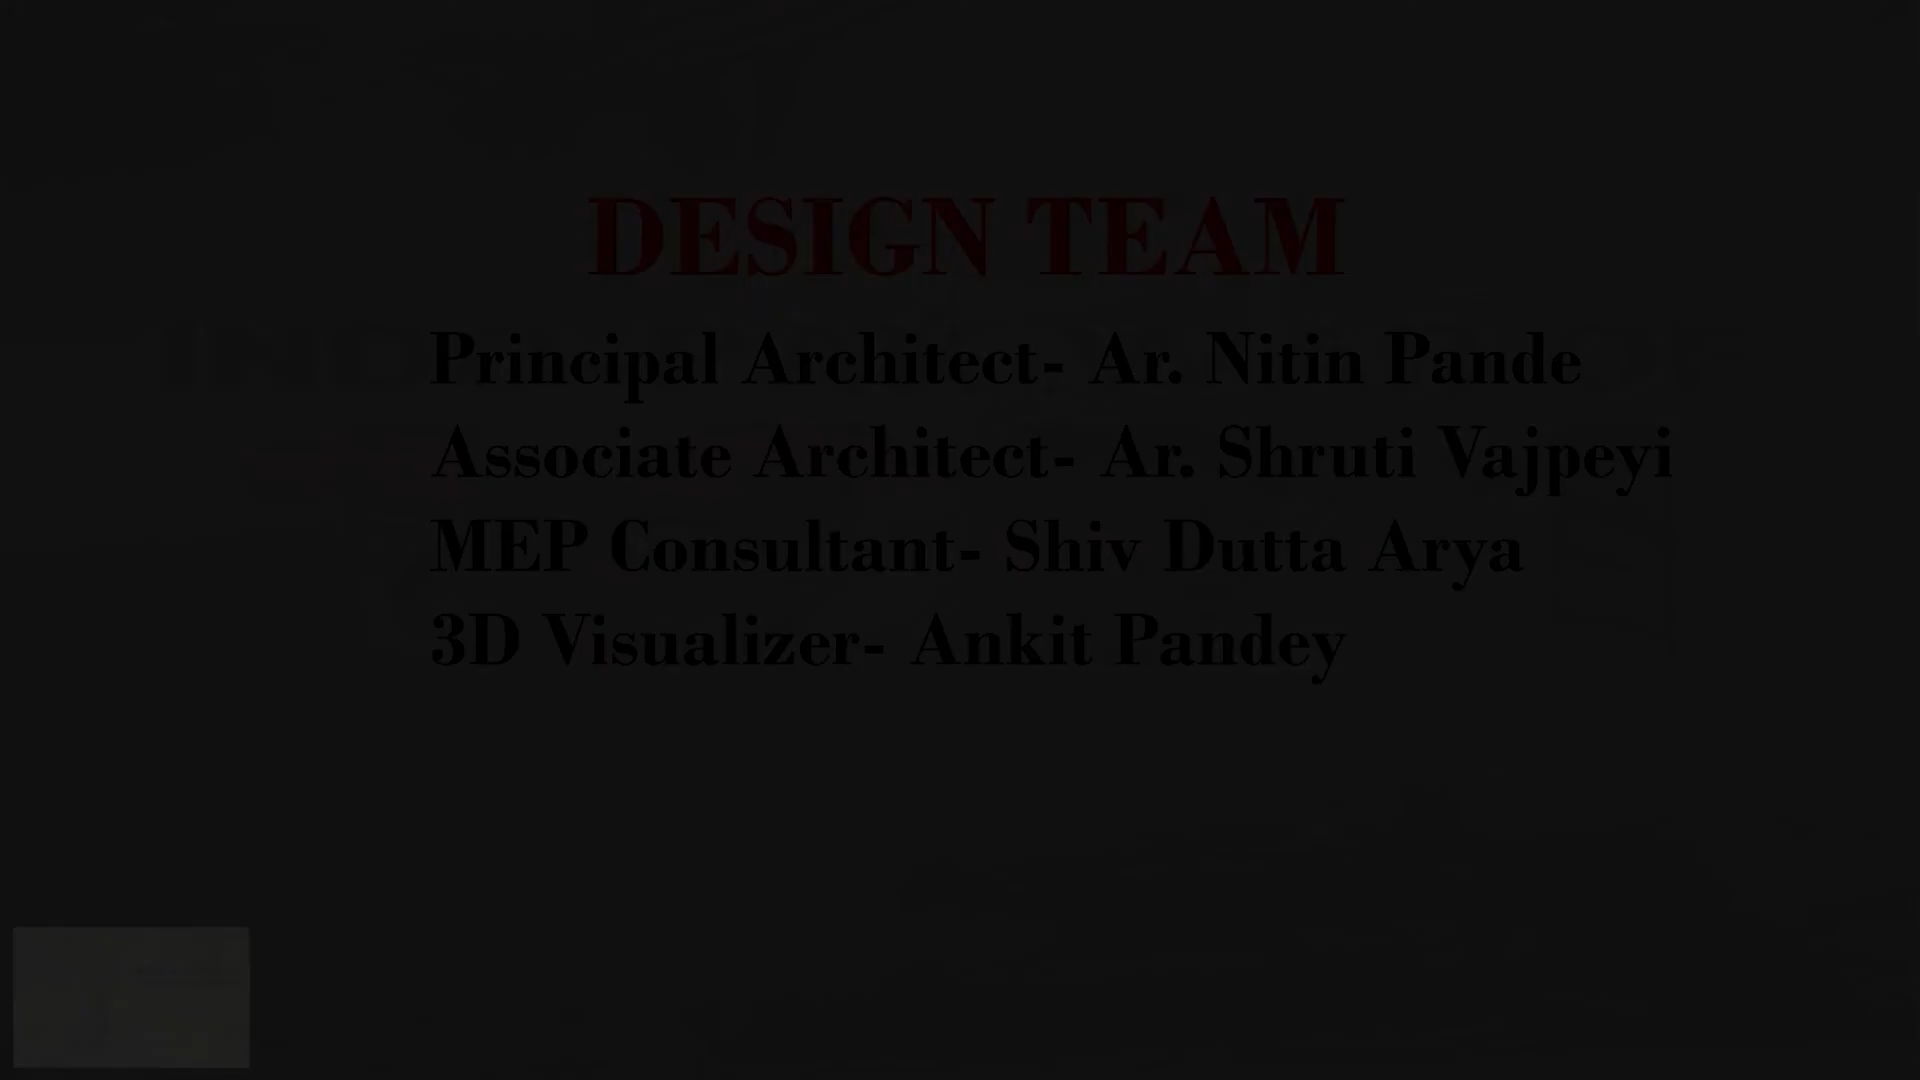 DESIGN TEAM
Principal Architect- Ar. Nitin Pande
Associate Architect- Ar. Shruti Vajpeyi
MEP Consultant- Shiv Dutta Arya
3D Visualizer- Ankit Pandey